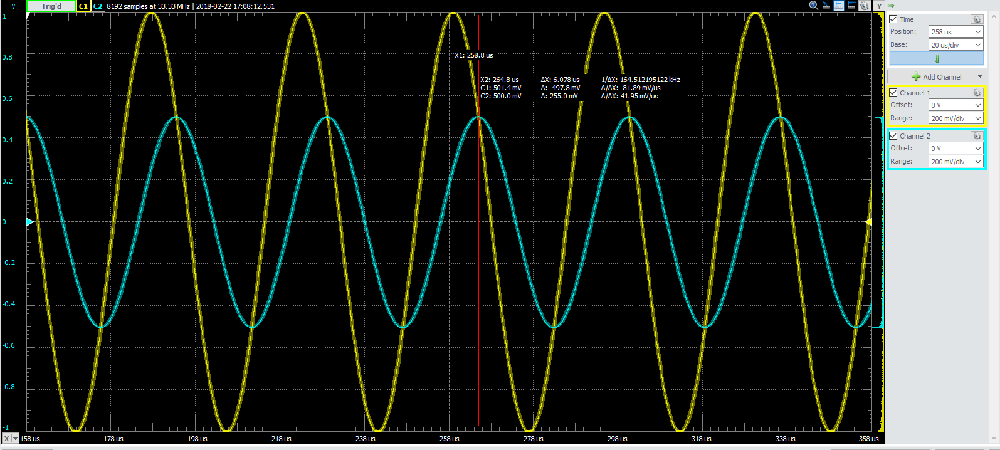 V Trig'd C1 C2 8192 samples at 33.33 MHz | 2018-02-22 17:08:12.531 Y
1
0.8
0.6
0.4
0.2
0
-0.2
-0.4
-0.6
-0.8
-1
X1: 258.8 us
X2: 264.8 us ΔX: 6.078 us 1/ΔX: 164.512195122 kHz
C1: 501.4 mV Δ: -497.8 mV Δ/ΔX: -81.89 mV/us
C2: 500.0 mV Δ: 255.0 mV Δ/ΔX: 41.95 mV/us
X 158 us 178 us 198 us 218 us 238 us 258 us 278 us 298 us 318 us 338 us 358 us
Time
Position: 258 us
Base: 20 us/div
Add Channel
Channel 1
Offset: 0 V
Range: 200 mV/div
Channel 2
Offset: 0 V
Range: 200 mV/div